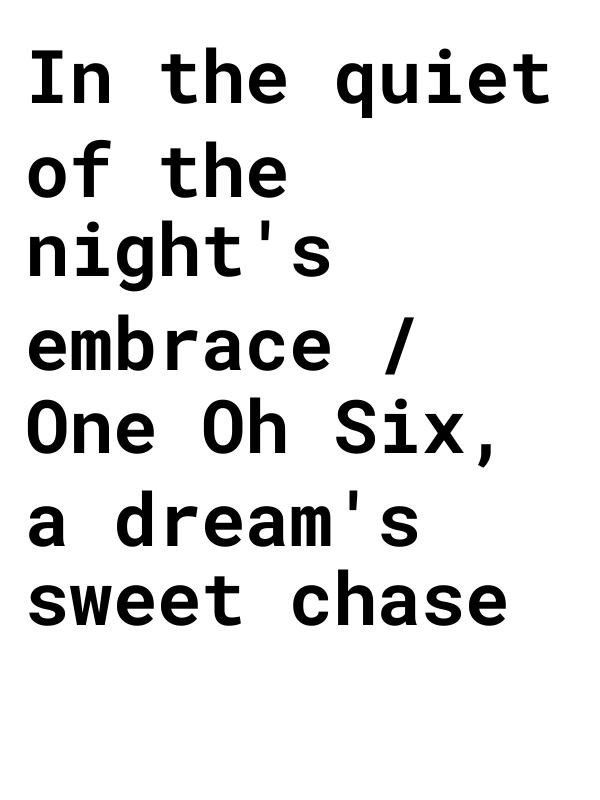 In the quiet
of the
night's
embrace /
One Oh Six,
a dream's
sweet chase